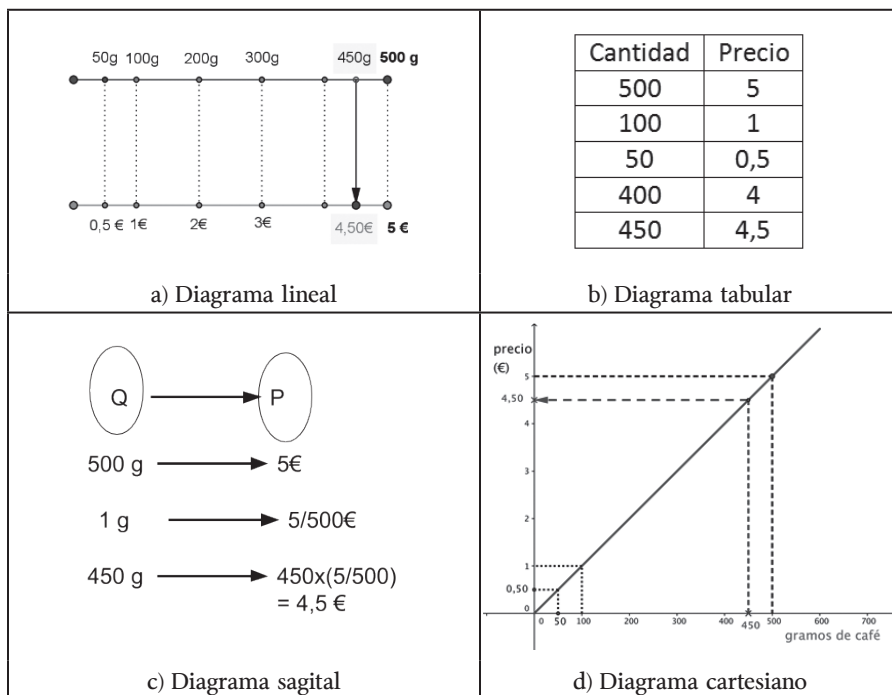 50g 100g 200g 300g 450g 500 g
0,5 € 1€ 2€ 3€ 4,50€ 5 €
a) Diagrama lineal
Cantidad Precio
500 5
100 1
50 0,5
400 4
450 4,5
b) Diagrama tabular
Q P
500 g 5€
1 g 5/500€
450 g 450x(5/500)
= 4,5 €
c) Diagrama sagital
precio
(€)
5
4,50
4
3
2
1
0,50
0
0 50 100 200 300 400 450 500 600 700
gramos de café
d) Diagrama cartesiano